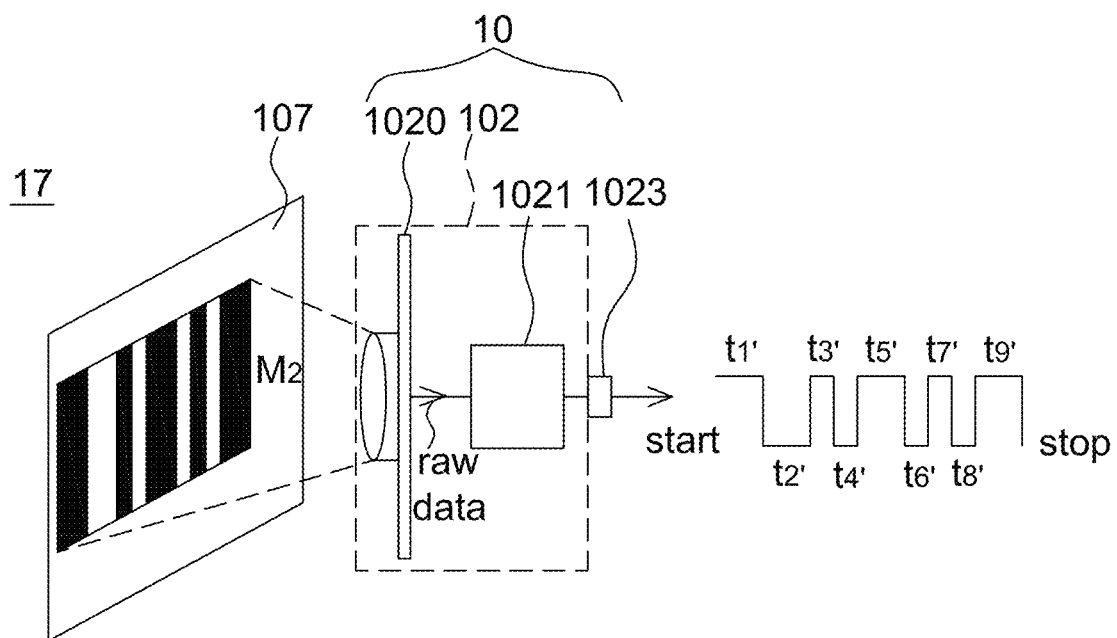 10
107 1020 102
17
1021 1023
M2
raw
data
start
t1' t3' t5' t7' t9'
t2' t4' t6' t8'
stop